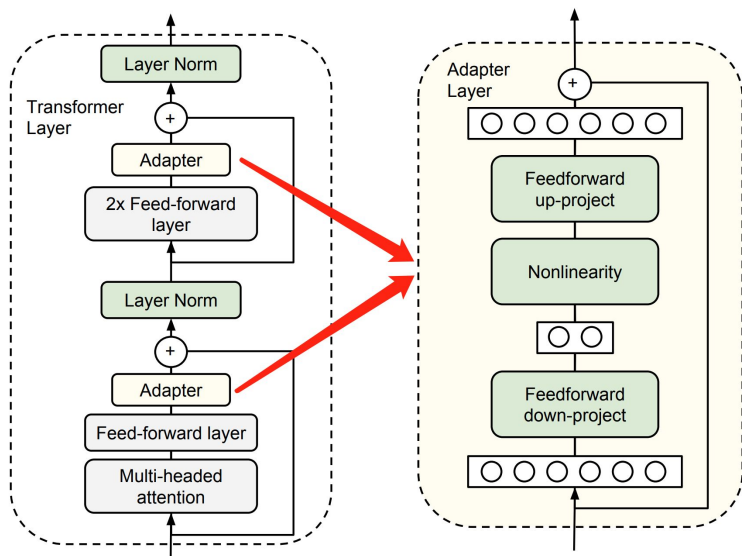 Layer Norm
Transformer
Layer
+
Adapter
2x Feed-forward
layer
Layer Norm
+
Adapter
Feed-forward layer
Multi-headed
attention
Adapter
Layer
+
Feedforward
up-project
Nonlinearity
Feedforward
down-project